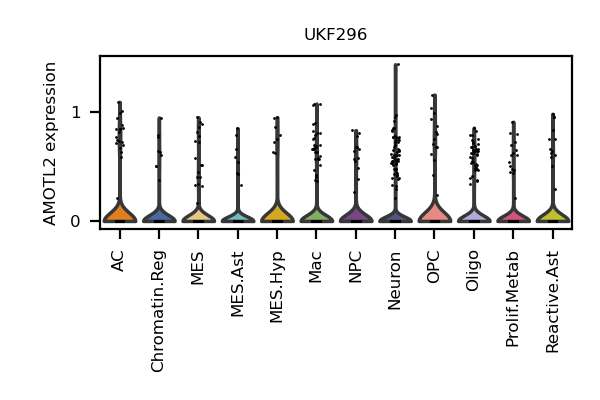 UKF296
AMOTL2 expression
1
0
AC
Chromatin.Reg
MES
MES.Ast
MES.Hyp
Mac
NPC
Neuron
OPC
Oligo
Prolif.Metab
Reactive.Ast